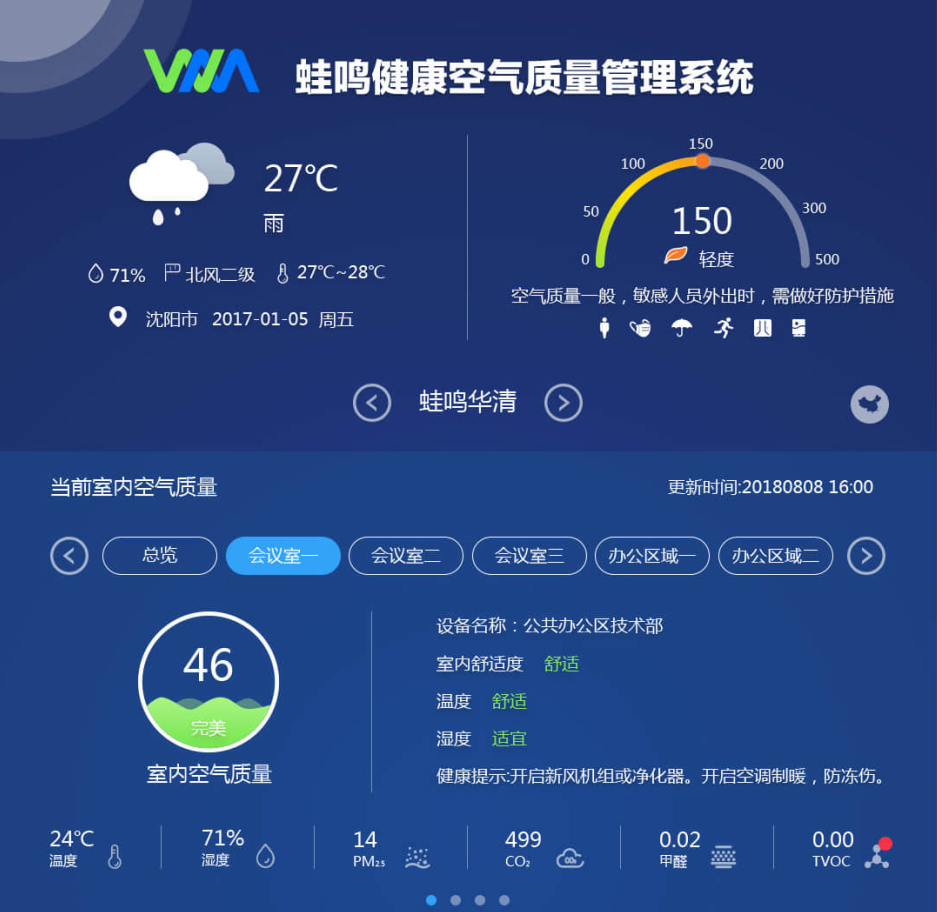 VMA
蛙鸣健康空气质量管理系统
27℃
雨
71% 北风二级 27℃~28℃
沈阳市 2017-01-05 周五
0 50 100 150 200 300 500
150
轻度
空气质量一般，敏感人员外出时，需做好防护措施
蛙鸣华清
当前室内空气质量
更新时间:20180808 16:00
总览 会议室一 会议室二 会议室三 办公区域一 办公区域二
46
完美
室内空气质量
设备名称：公共办公区技术部
室内舒适度 舒适
温度 舒适
湿度 适宜
健康提示:开启新风机组或净化器。开启空调制暖，防冻伤。
24℃ 71% 14 499 0.02 0.00
温度 湿度 PM₂₅ CO₂ 甲醛 TVOC